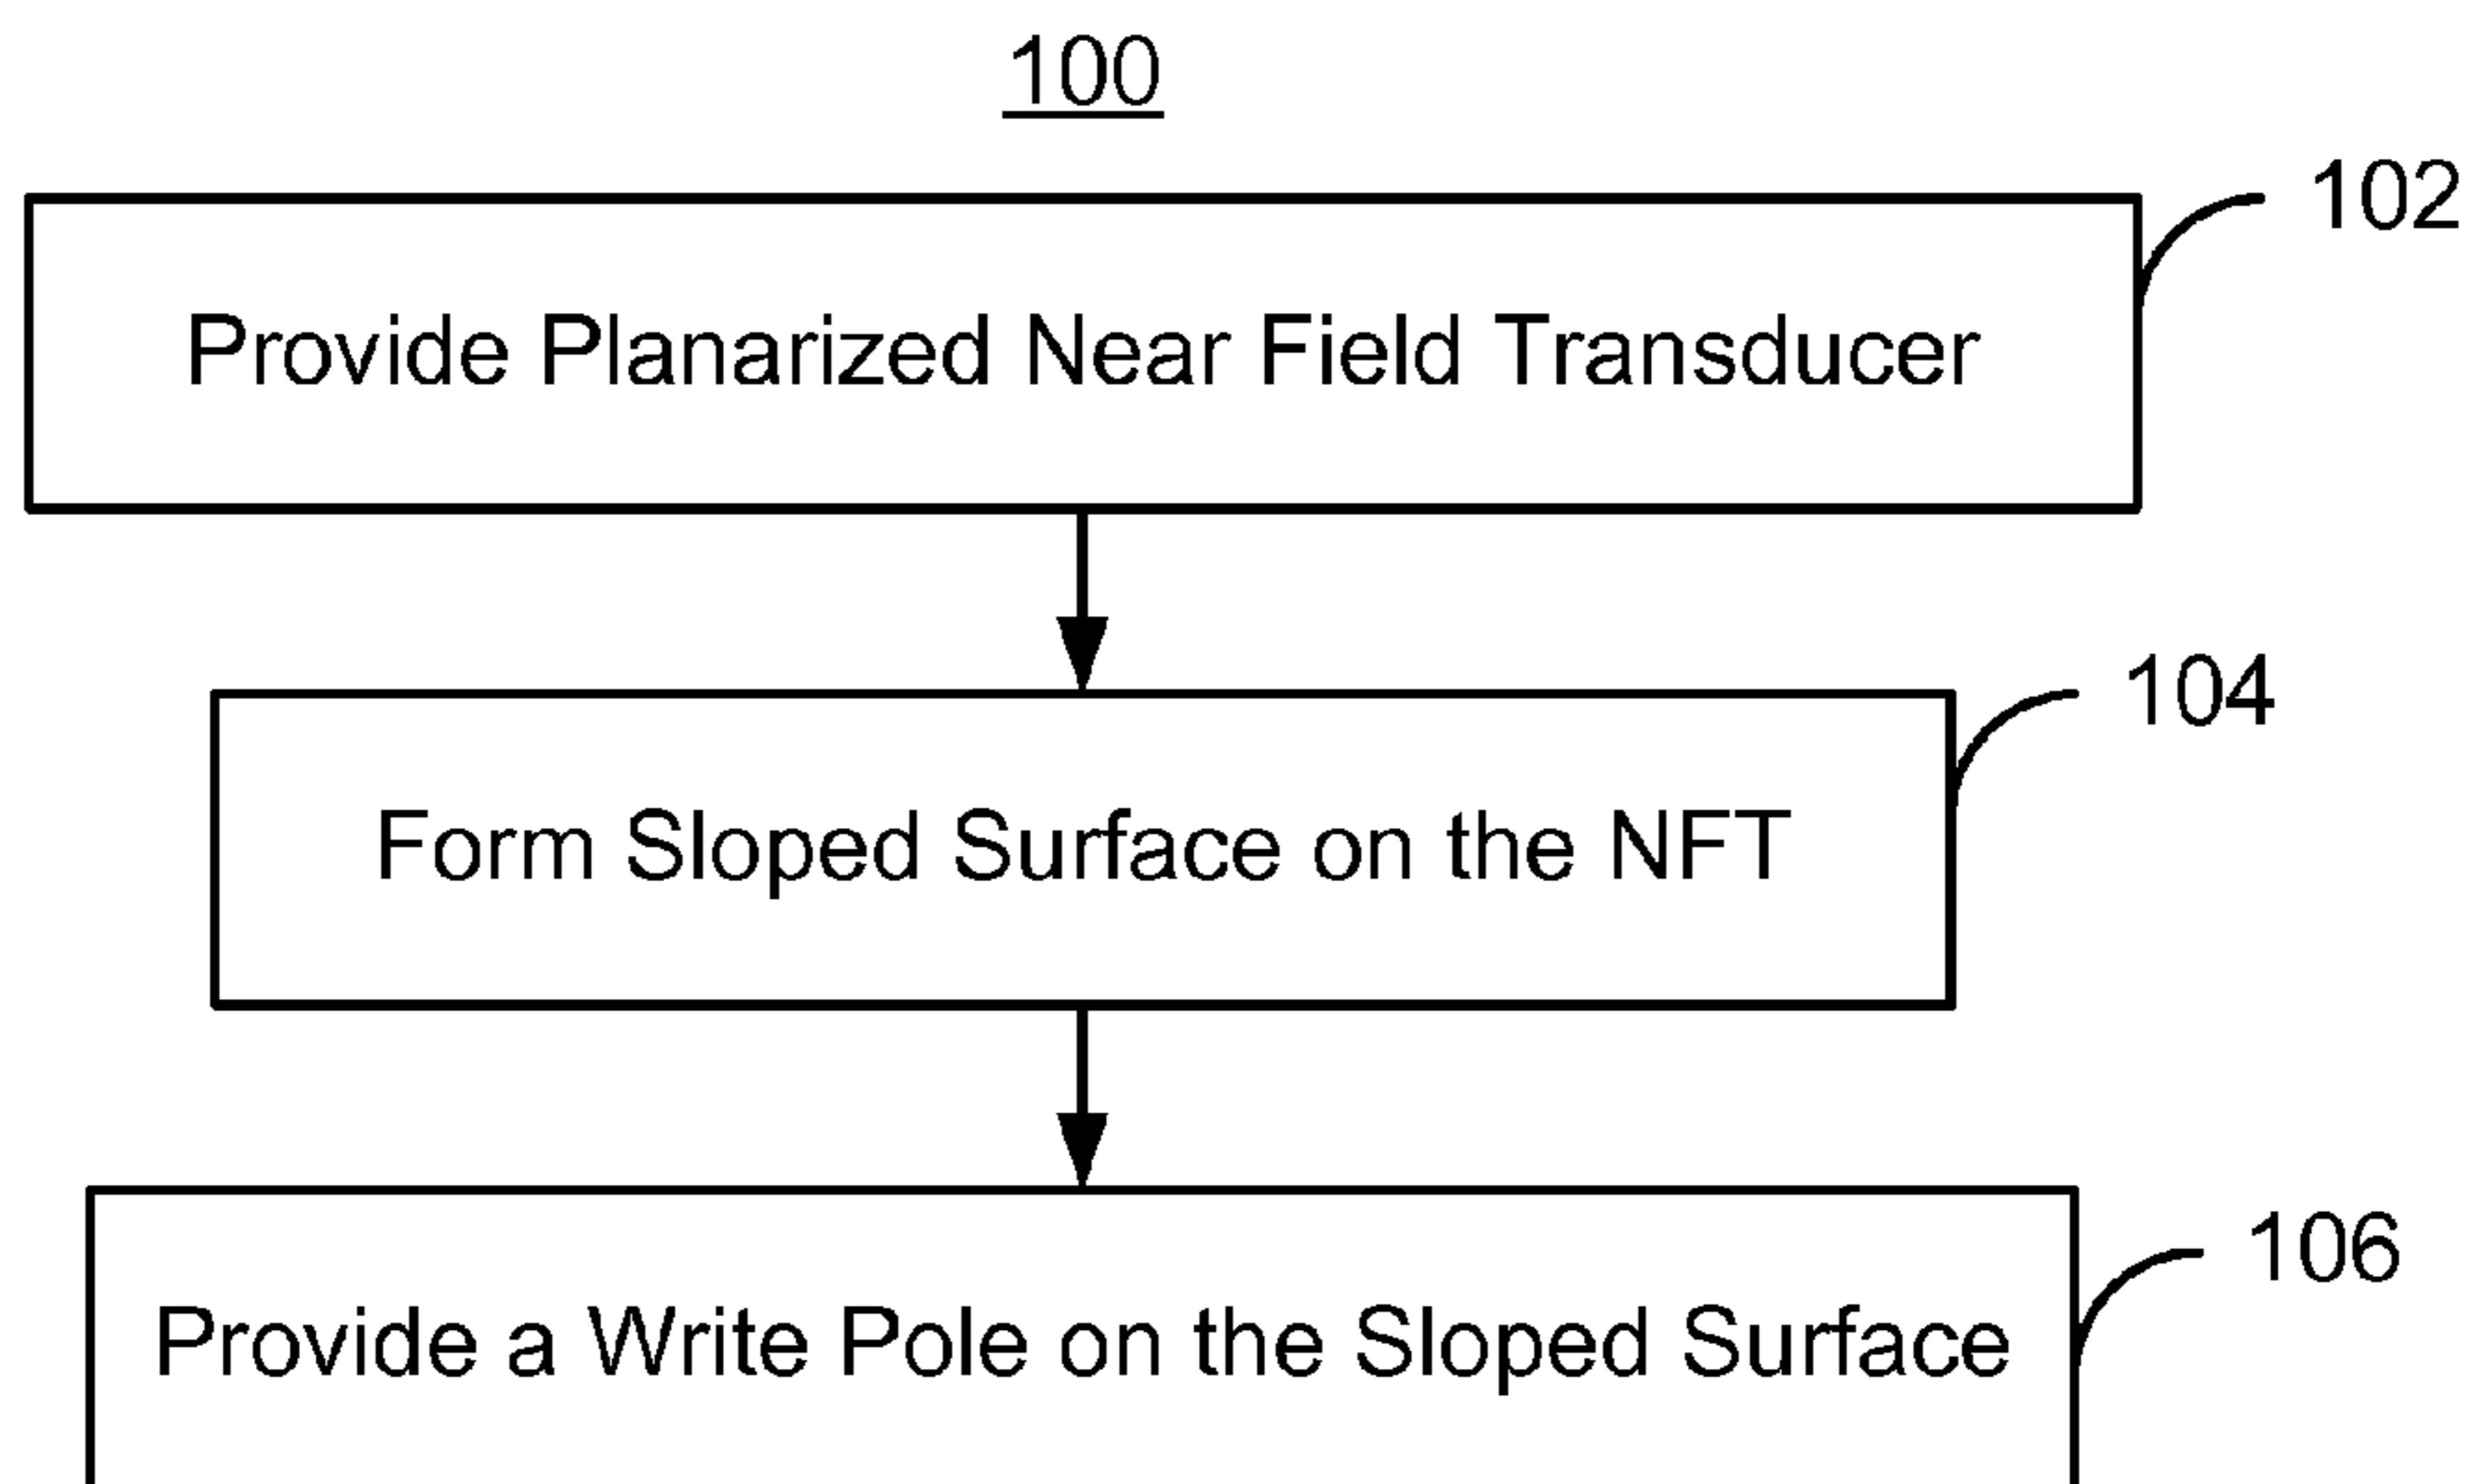 100
102
Provide Planarized Near Field Transducer
104
Form Sloped Surface on the NFT
106
Provide a Write Pole on the Sloped Surface